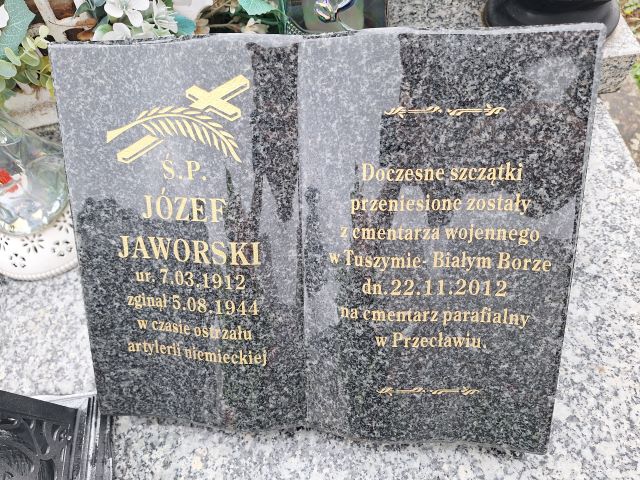 Ś.P.
JÓZEF
JAWORSKI
ur. 7.03.1912
zginął 5.08.1944
w czasie ostrzału
artylerii niemieckiej
Doczesne szczątki
przeniesione zostały
z cmentarza wojennego
w Tuszymie- Białym Borze
dn. 22.11.2012
na cmentarz parafialny
w Przecławiu.